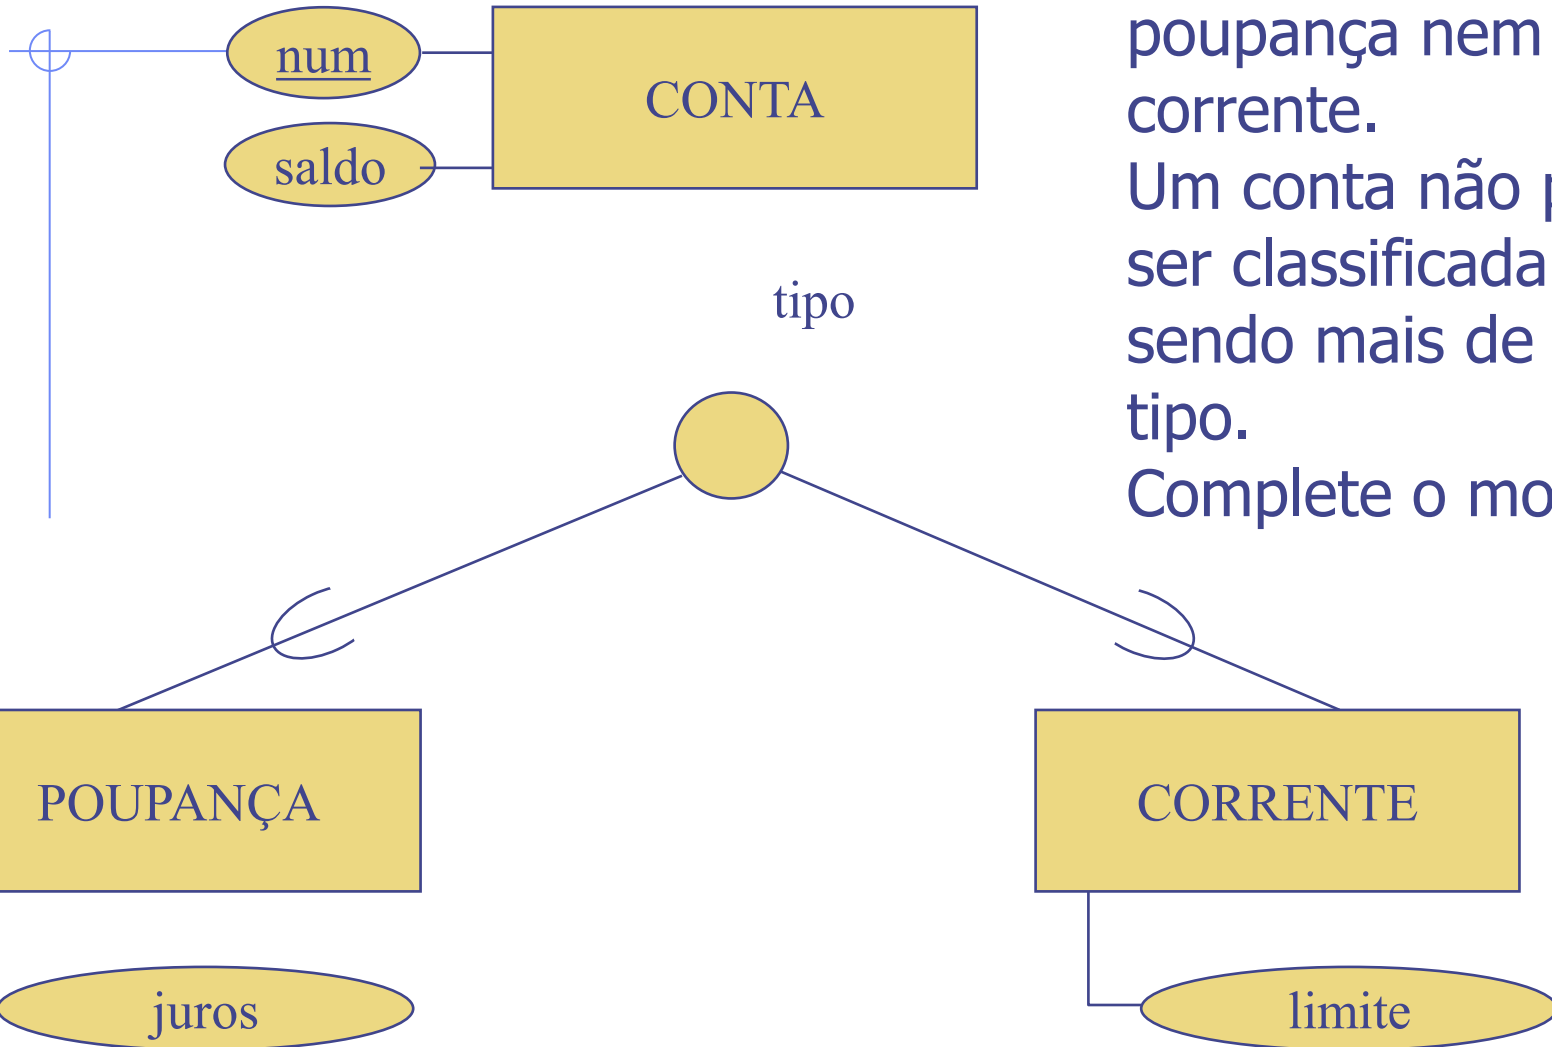 num
CONTA
saldo
tipo
poupança nem
corrente.
Um conta não
ser classificada
sendo mais de
tipo.
Complete o
POUPANÇA
CORRENTE
juros
limite